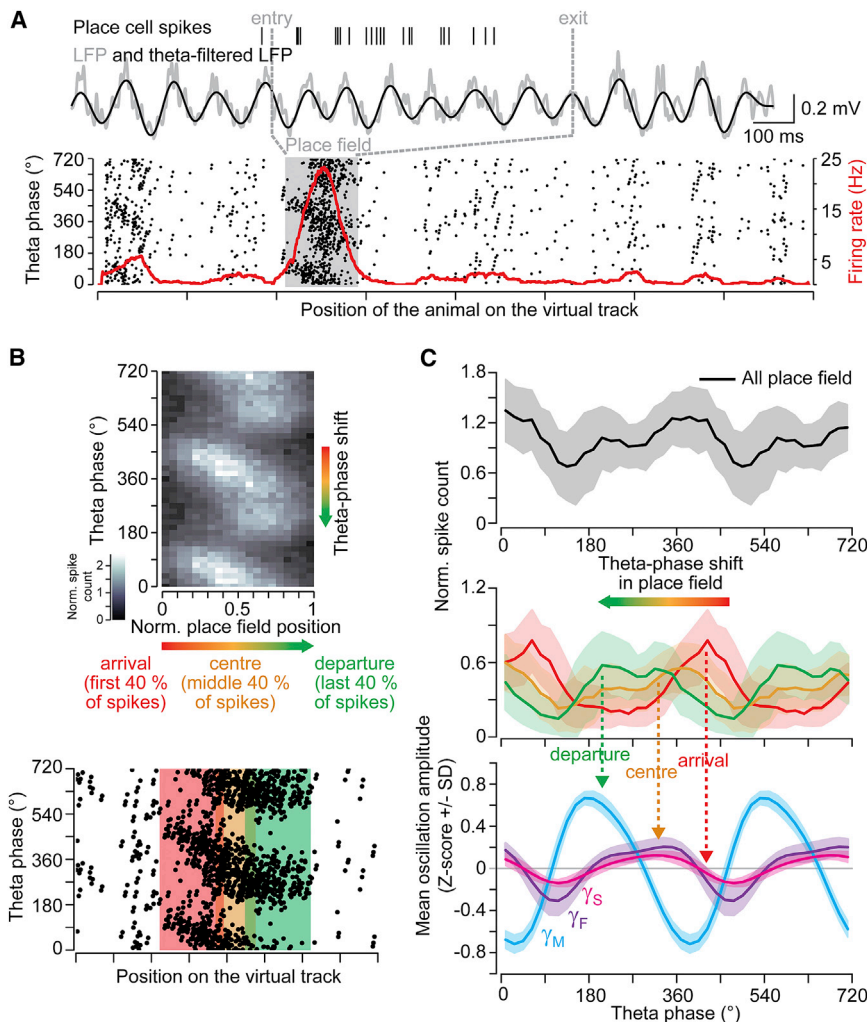 A
Place cell spikes
entry
exit
LFP and theta-filtered LFP
0.2 mV
100 ms
Place field
Theta phase (°)
720
540
360
180
0
25
15
5
Firing rate (Hz)
Position of the animal on the virtual track
B
Theta phase (°)
720
540
360
180
0
Theta-phase shift
Norm. spike
count
2
1
0
0
0.5
1
Norm. place field position
arrival
(first 40 %
of spikes)
centre
(middle 40 %
of spikes)
departure
(last 40 %
of spikes)
Theta phase (°)
720
540
360
180
0
Position on the virtual track
C
All place field
Norm. spike count
1.8
1.2
0.6
0
0
180
360
540
720
Theta-phase shift
in place field
1.2
0.6
0
departure
centre
arrival
Mean oscillation amplitude
(Z-score +/- SD)
0.8
0.4
0
-0.4
-0.8
γS
γF
γM
0
180
360
540
720
Theta phase (°)